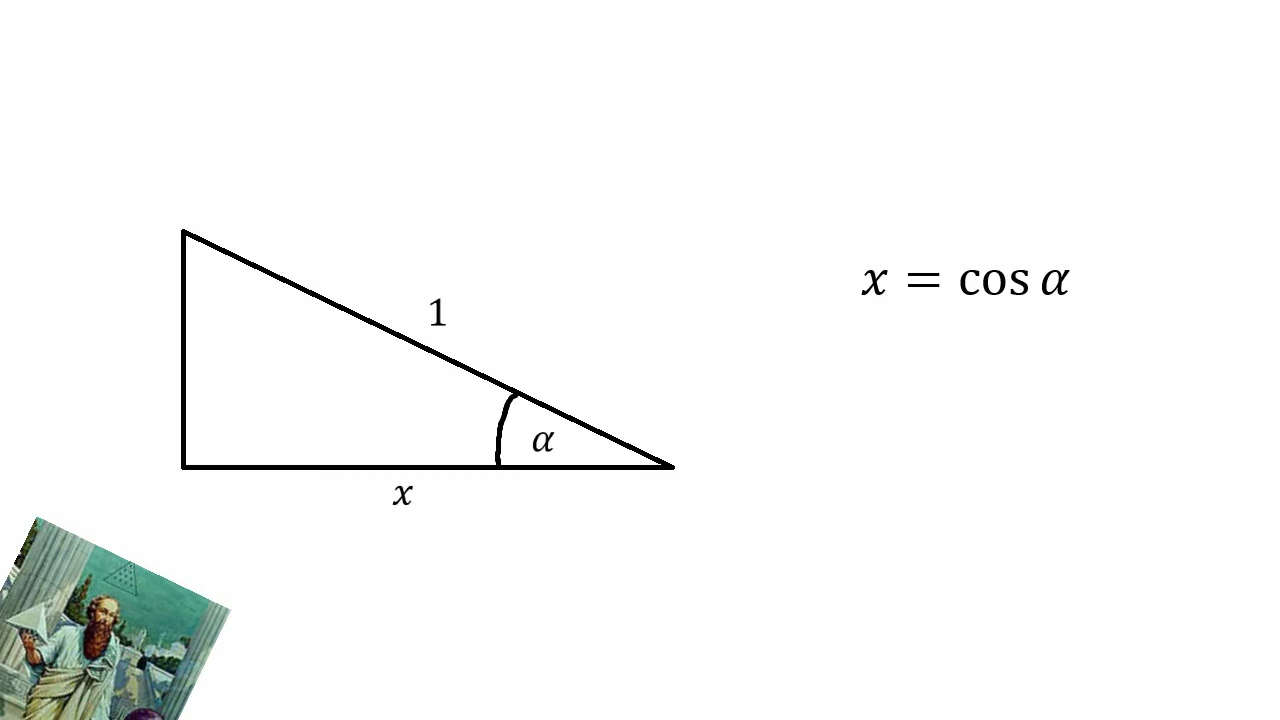 1
𝑥 = cos 𝛼
𝛼
𝑥